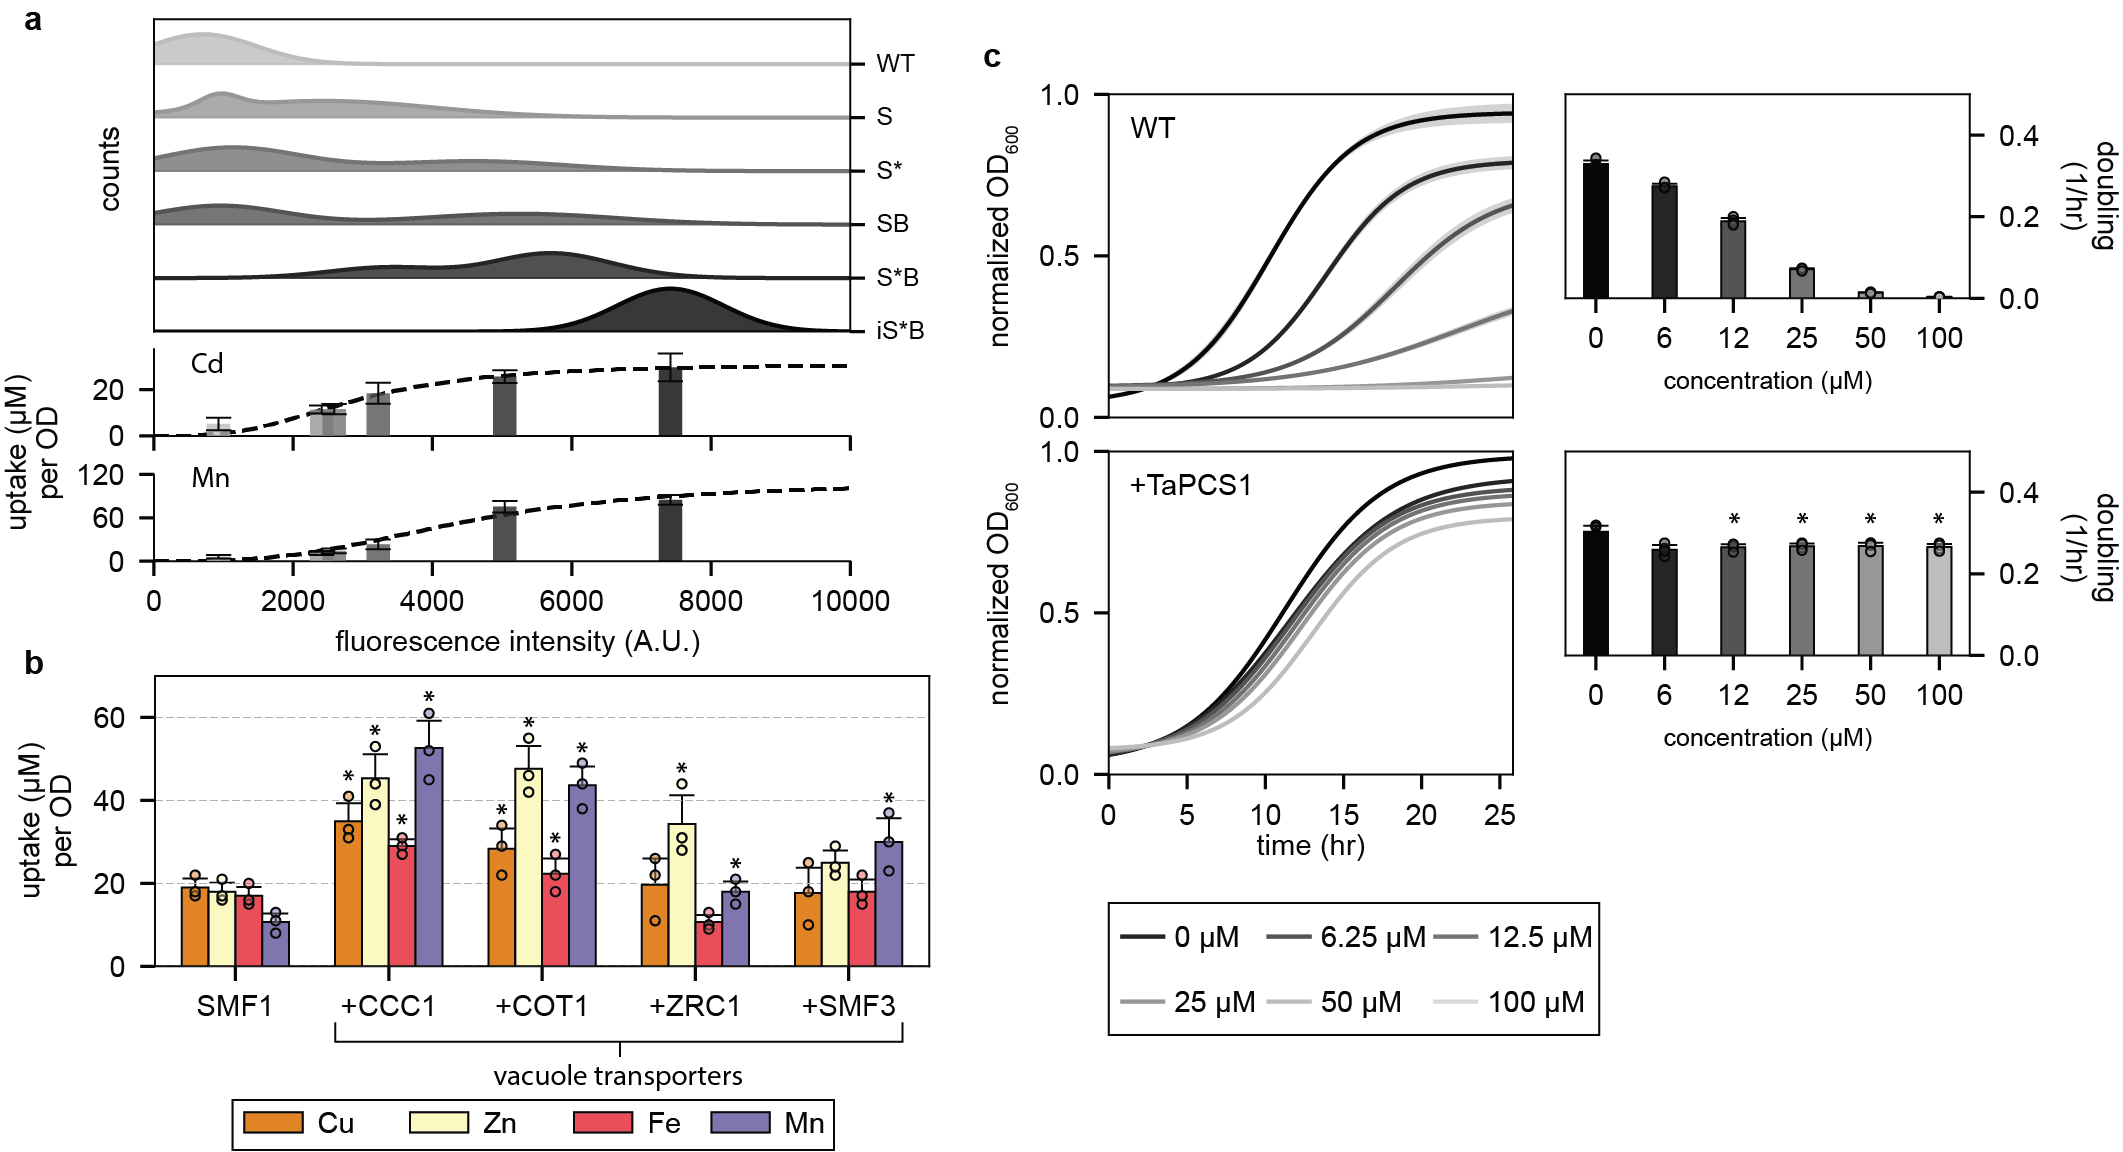 a
counts
WT
S
S*
SB
S*B
iS*B
uptake (µM)
per OD
Cd
20
0
Mn
120
60
0
0 2000 4000 6000 8000 10000
fluorescence intensity (A.U.)
b
uptake (µM)
per OD
60
40
20
0
* * * * * * * * * * *
SMF1 +CCC1 +COT1 +ZRC1 +SMF3
vacuole transporters
Cu Zn Fe Mn
c
normalized OD600
1.0
0.5
0.0
WT
0.4
0.2
0.0
doubling
(1/hr)
0 6 12 25 50 100
concentration (µM)
normalized OD600
1.0
0.5
0.0
+TaPCS1
0 5 10 15 20 25
time (hr)
* * * *
0.4
0.2
0.0
doubling
(1/hr)
0 6 12 25 50 100
concentration (µM)
0 µM 6.25 µM 12.5 µM
25 µM 50 µM 100 µM